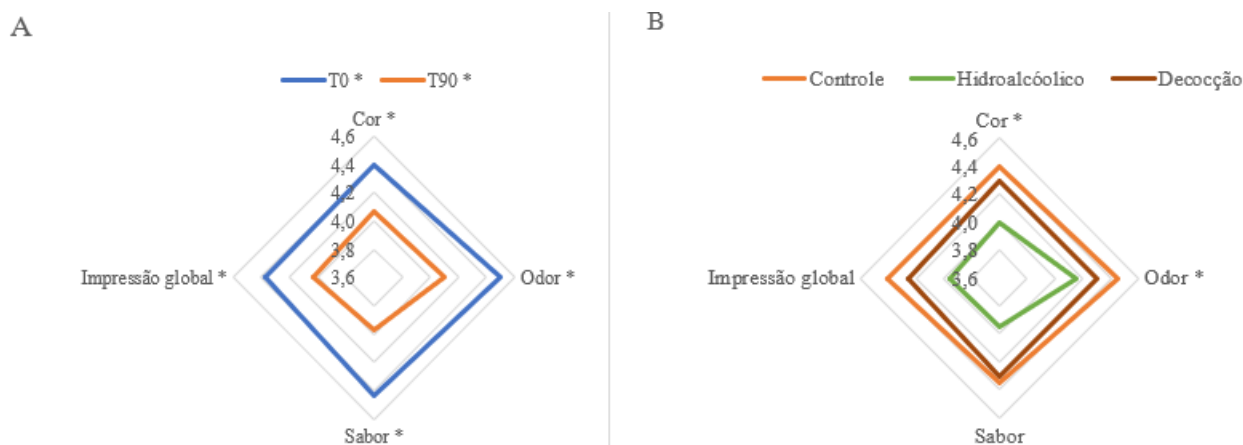 A
T0 * T90 *
Cor *
4,6
4,4
4,2
4,0
3,8
3,6
Impressão global *
Odor *
Sabor *
B
Controle Hidroalcóolico Decocção
Cor *
4,6
4,4
4,2
4,0
3,8
3,6
Impressão global
Odor *
Sabor